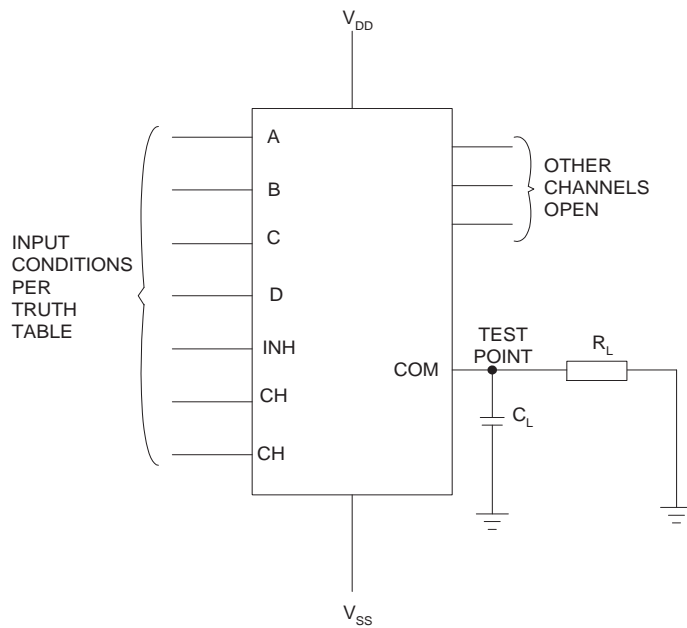 V_DD
A
B
C
D
INH
CH
CH
INPUT
CONDITIONS
PER
TRUTH
TABLE
OTHER
CHANNELS
OPEN
COM
TEST
POINT
R_L
C_L
V_SS